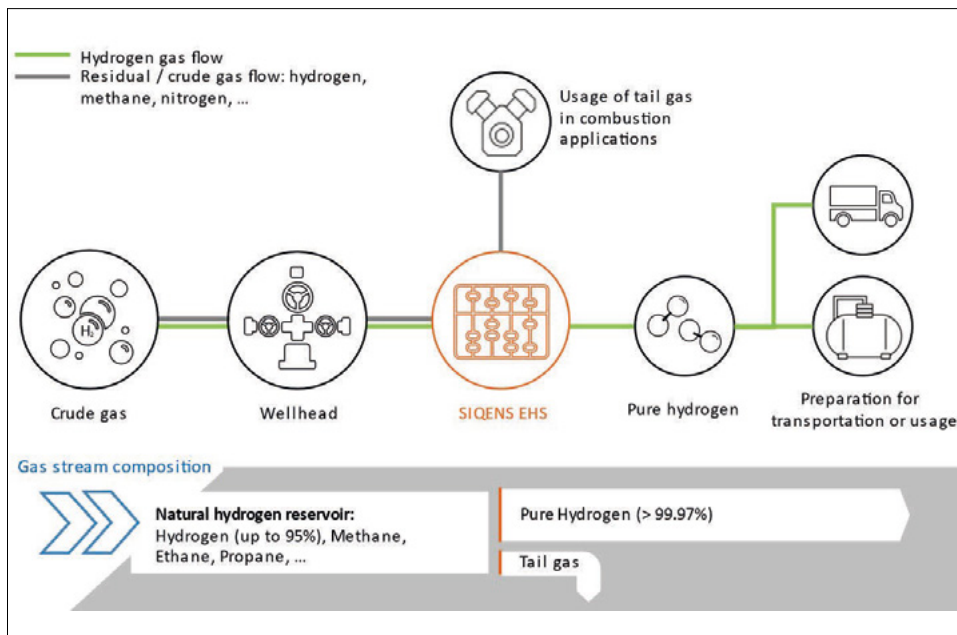 Hydrogen gas flow
Residual / crude gas flow: hydrogen,
methane, nitrogen, ...
Usage of tail gas
in combustion
applications
H₂
Crude gas
Wellhead
SIQENS EHS
Pure hydrogen
Preparation for
transportation or usage
Gas stream composition
Natural hydrogen reservoir:
Hydrogen (up to 95%), Methane,
Ethane, Propane, ...
Pure Hydrogen (> 99.97%)
Tail gas